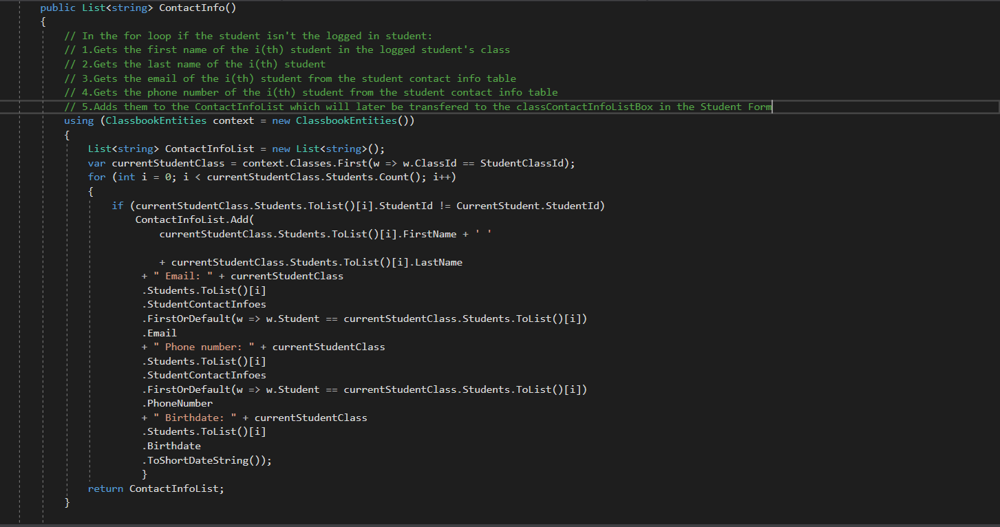 public List<string> ContactInfo()
{
// In the for loop if the student isn't the logged in student:
// 1.Gets the first name of the i(th) student in the logged student's class
// 2.Gets the last name of the i(th) student
// 3.Gets the email of the i(th) student from the student contact info table
// 4.Gets the phone number of the i(th) student from the student contact info table
// 5.Adds them to the ContactInfoList which will later be transfered to the classContactInfoListBox in the Student Form
using (ClassbookEntities context = new ClassbookEntities())
{
List<string> ContactInfoList = new List<string>();
var currentStudentClass = context.Classes.First(w => w.ClassId == StudentClassId);
for (int i = 0; i < currentStudentClass.Students.Count(); i++)
{
if (currentStudentClass.Students.ToList()[i].StudentId != CurrentStudent.StudentId)
ContactInfoList.Add(
currentStudentClass.Students.ToList()[i].FirstName + ' '
+ currentStudentClass.Students.ToList()[i].LastName
+ " Email: " + currentStudentClass
.Students.ToList()[i]
.StudentContactInfoes
.FirstOrDefault(w => w.Student == currentStudentClass.Students.ToList()[i])
.Email
+ " Phone number: " + currentStudentClass
.Students.ToList()[i]
.StudentContactInfoes
.FirstOrDefault(w => w.Student == currentStudentClass.Students.ToList()[i])
.PhoneNumber
+ " Birthdate: " + currentStudentClass
.Students.ToList()[i]
.Birthdate
.ToShortDateString());
}
return ContactInfoList;
}